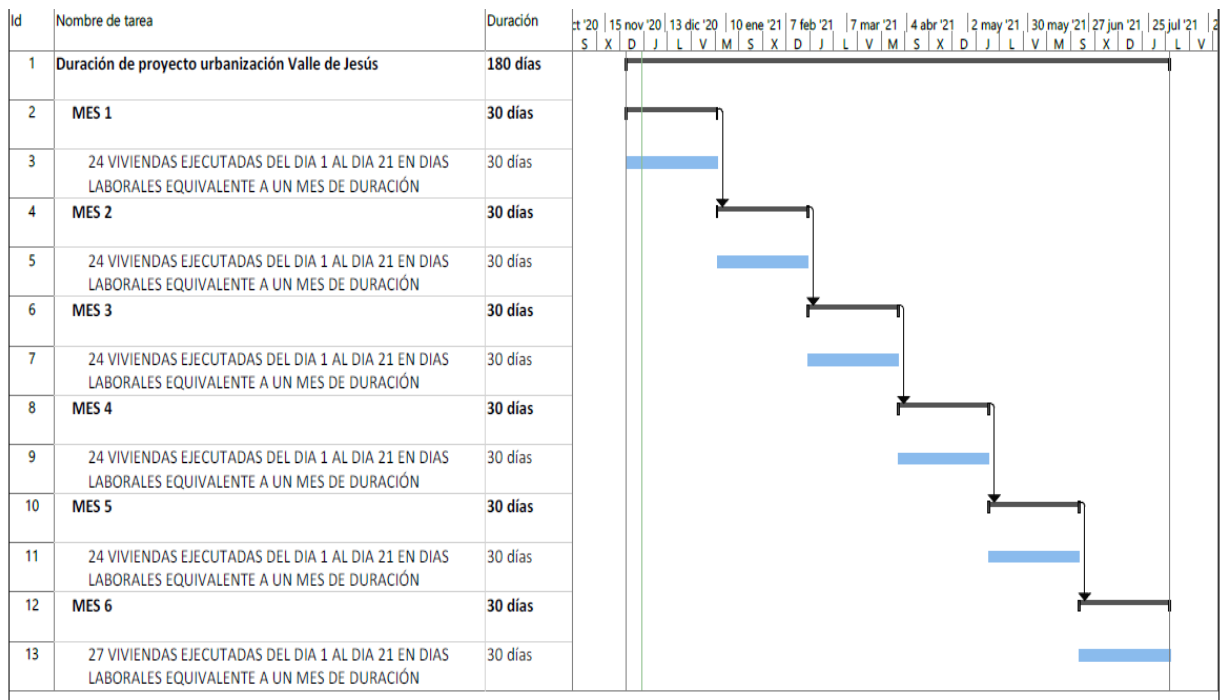 Id Nombre de tarea Duración ct '20 15 nov '20 13 dic '20 10 ene '21 7 feb '21 7 mar '21 4 abr '21 2 may '21 30 may '21 27 jun '21 25 jul '21 2
S X D J L V M S X D J L V M S X D J L V M S X D J L V
1 Duración de proyecto urbanización Valle de Jesús 180 días
2 MES 1 30 días
3 24 VIVIENDAS EJECUTADAS DEL DIA 1 AL DIA 21 EN DIAS 30 días
LABORALES EQUIVALENTE A UN MES DE DURACIÓN
4 MES 2 30 días
5 24 VIVIENDAS EJECUTADAS DEL DIA 1 AL DIA 21 EN DIAS 30 días
LABORALES EQUIVALENTE A UN MES DE DURACIÓN
6 MES 3 30 días
7 24 VIVIENDAS EJECUTADAS DEL DIA 1 AL DIA 21 EN DIAS 30 días
LABORALES EQUIVALENTE A UN MES DE DURACIÓN
8 MES 4 30 días
9 24 VIVIENDAS EJECUTADAS DEL DIA 1 AL DIA 21 EN DIAS 30 días
LABORALES EQUIVALENTE A UN MES DE DURACIÓN
10 MES 5 30 días
11 24 VIVIENDAS EJECUTADAS DEL DIA 1 AL DIA 21 EN DIAS 30 días
LABORALES EQUIVALENTE A UN MES DE DURACIÓN
12 MES 6 30 días
13 27 VIVIENDAS EJECUTADAS DEL DIA 1 AL DIA 21 EN DIAS 30 días
LABORALES EQUIVALENTE A UN MES DE DURACIÓN